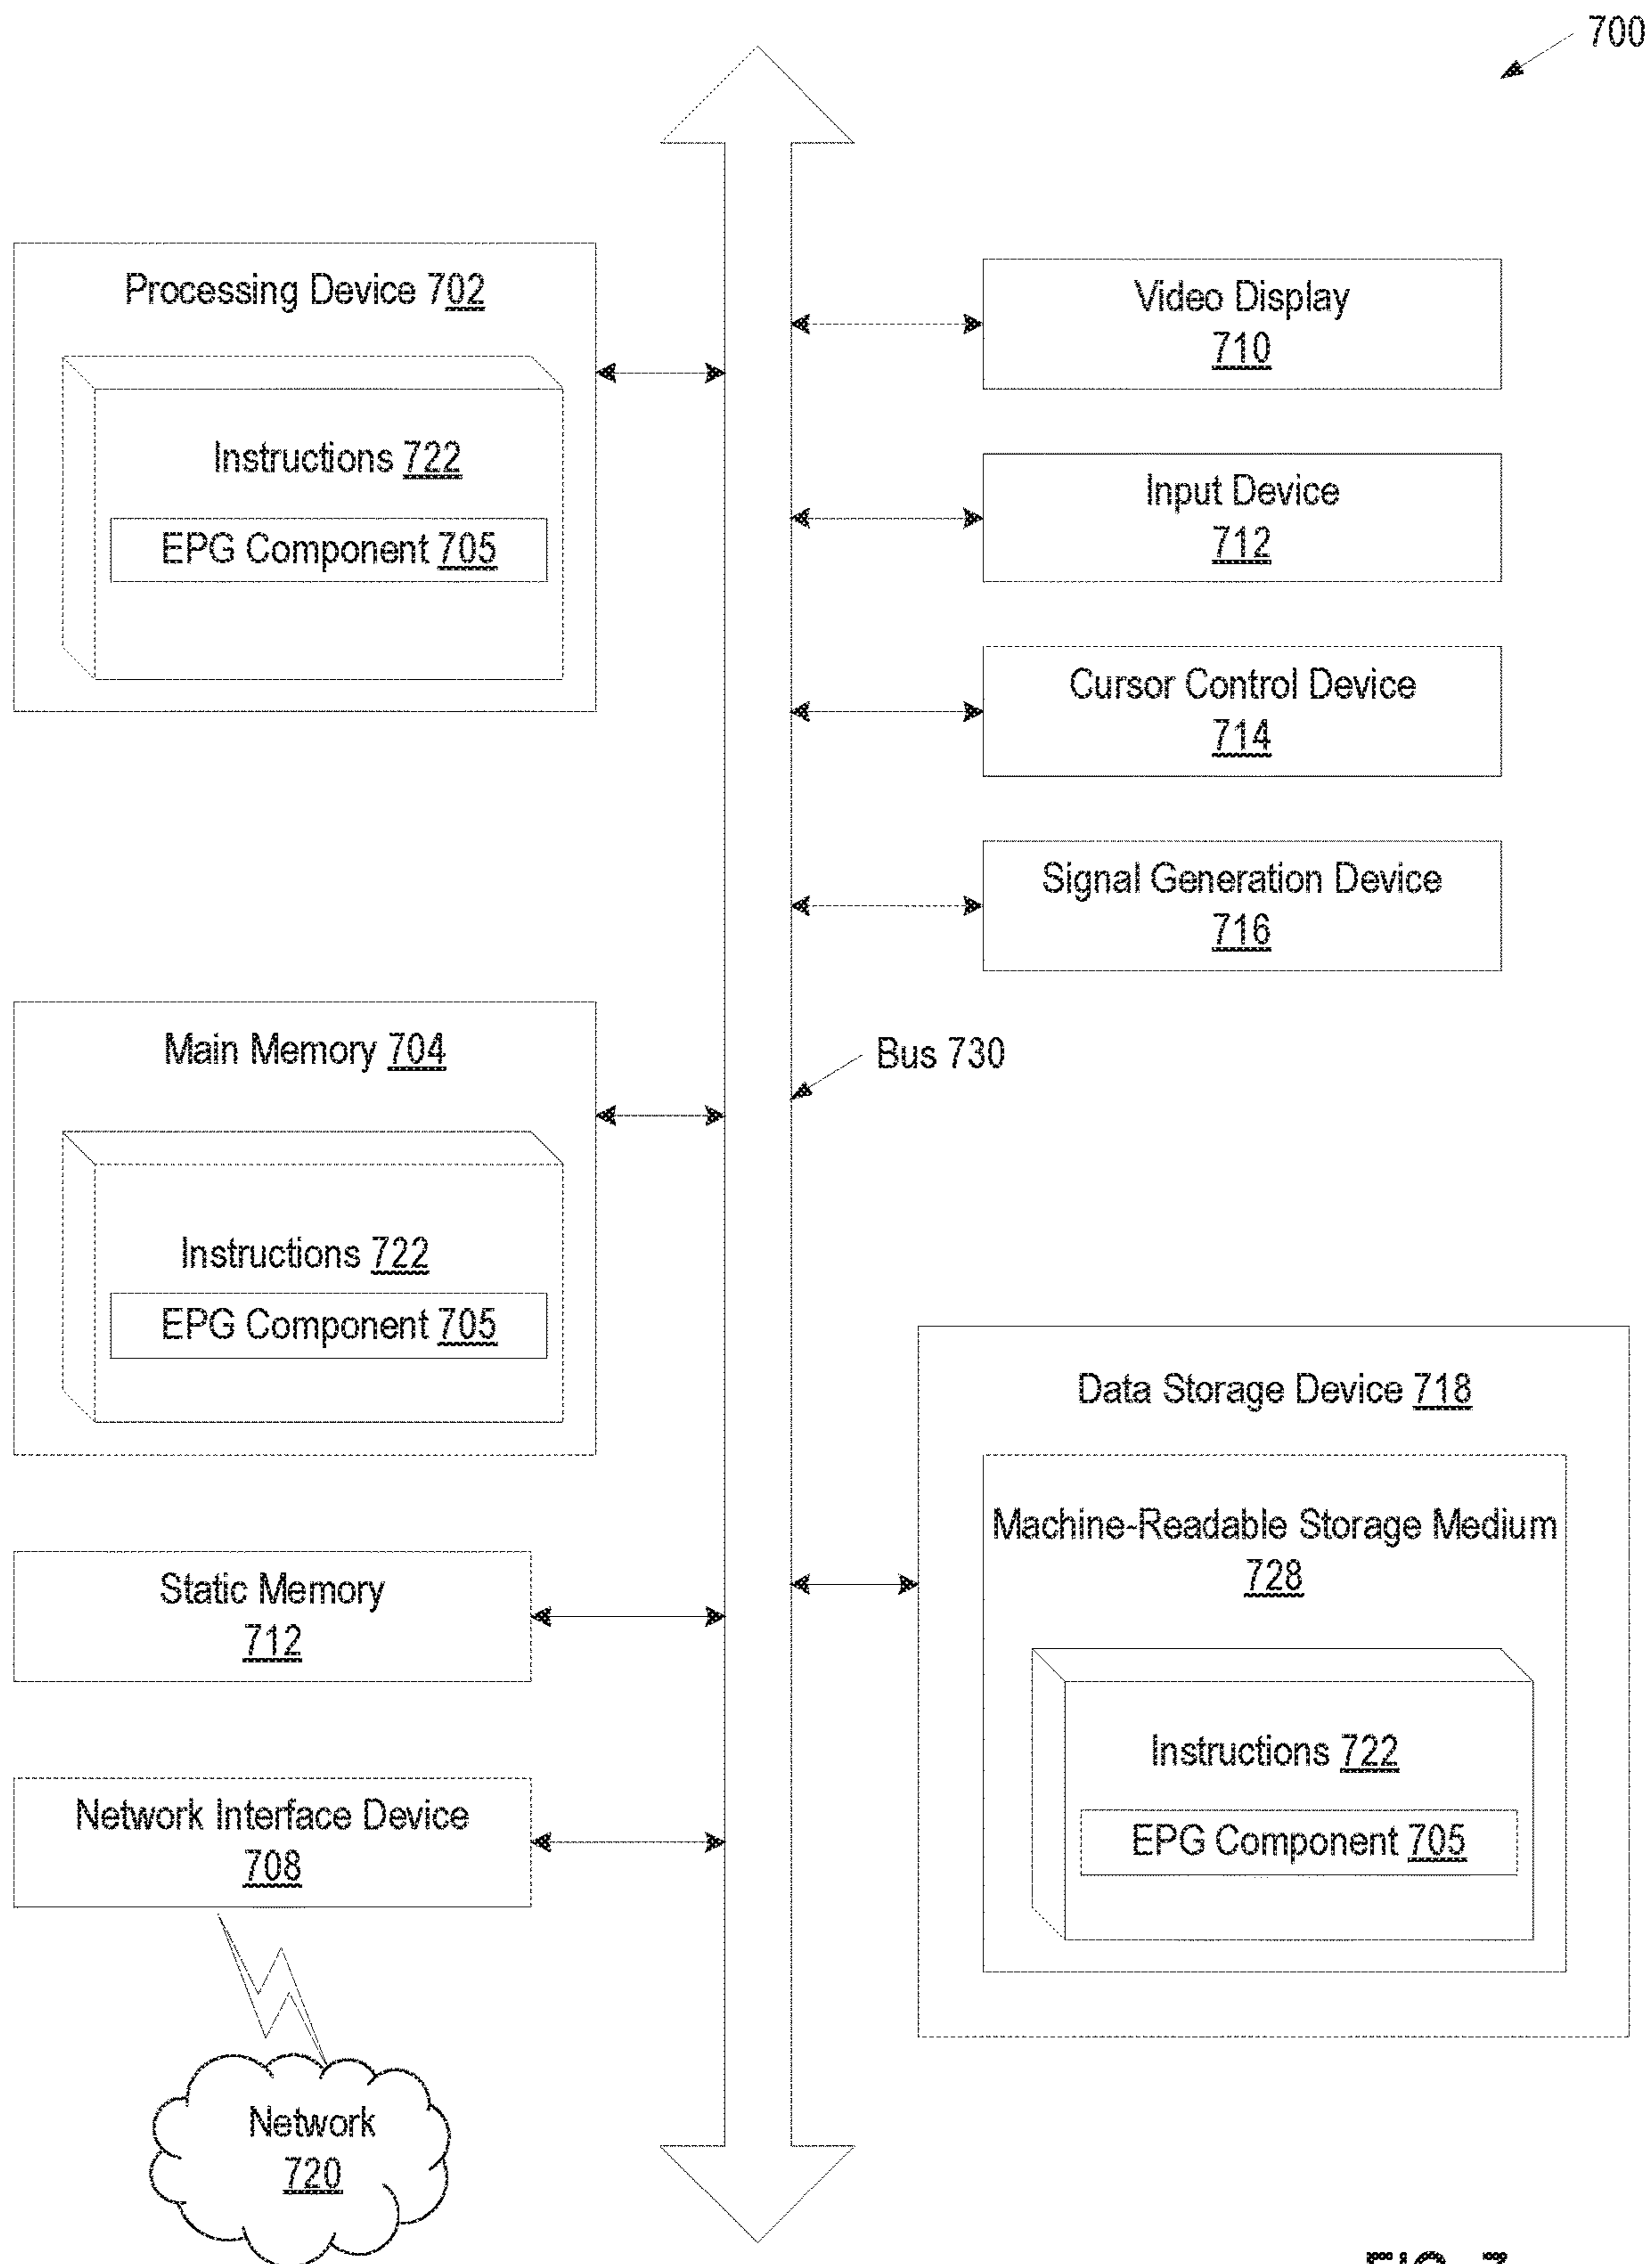 700
Processing Device 702
Instructions 722
EPG Component 705
Video Display
710
Input Device
712
Cursor Control Device
714
Signal Generation Device
716
Main Memory 704
Instructions 722
EPG Component 705
Bus 730
Static Memory
712
Network Interface Device
708
Network
720
Data Storage Device 718
Machine-Readable Storage Medium
728
Instructions 722
EPG Component 705
FIG. 7